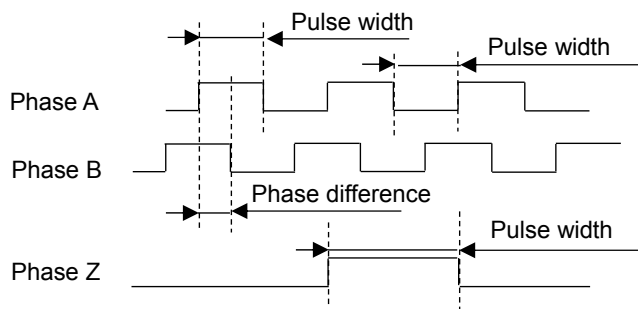 Pulse width
Pulse width
Phase A
Phase B
Phase difference
Pulse width
Phase Z